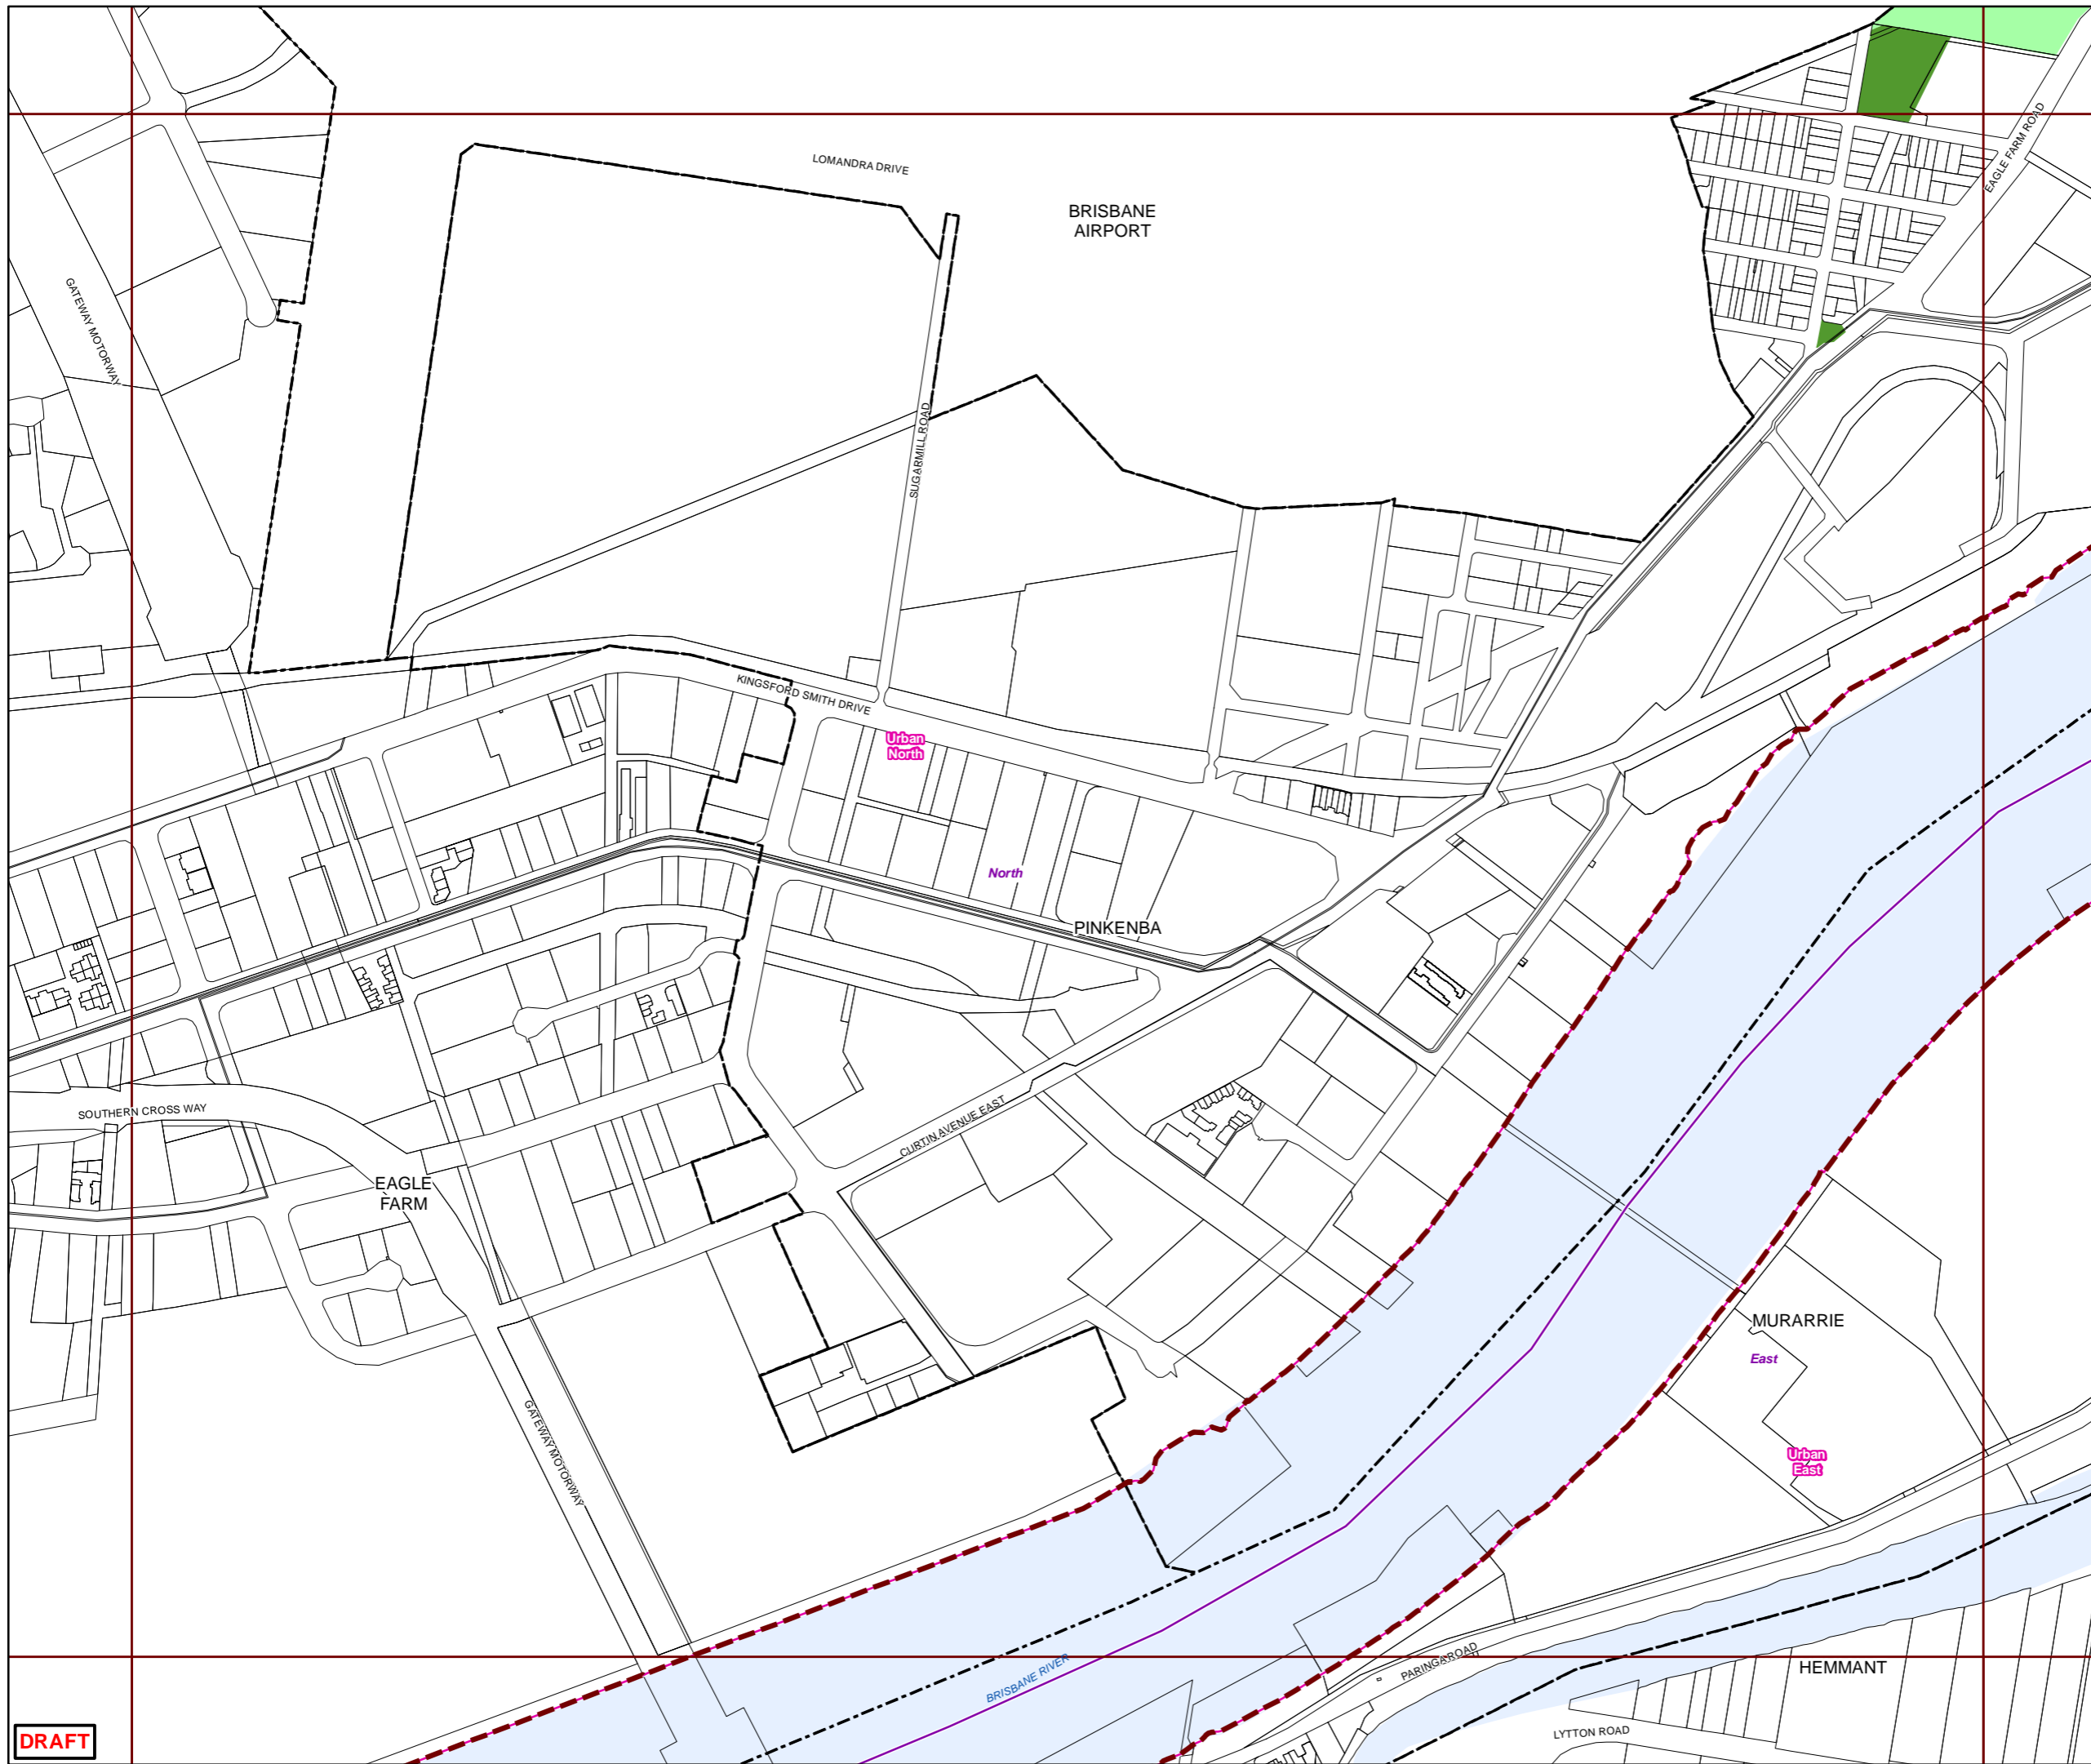 LOMANDRA DRIVE
EAGLE FARM ROAD
BRISBANE
AIRPORT
GATEWAY MOTORWAY
SUGARMILL ROAD
KINGSFORD SMITH DRIVE
Urban
North
North
PINKENBA
SOUTHERN CROSS WAY
CURTIN AVENUE EAST
EAGLE
FARM
MURARRIE
East
GATEWAY MOTORWAY
Urban
East
BRISBANE RIVER
PARINGA ROAD
HEMMANT
LYTTON ROAD
DRAFT